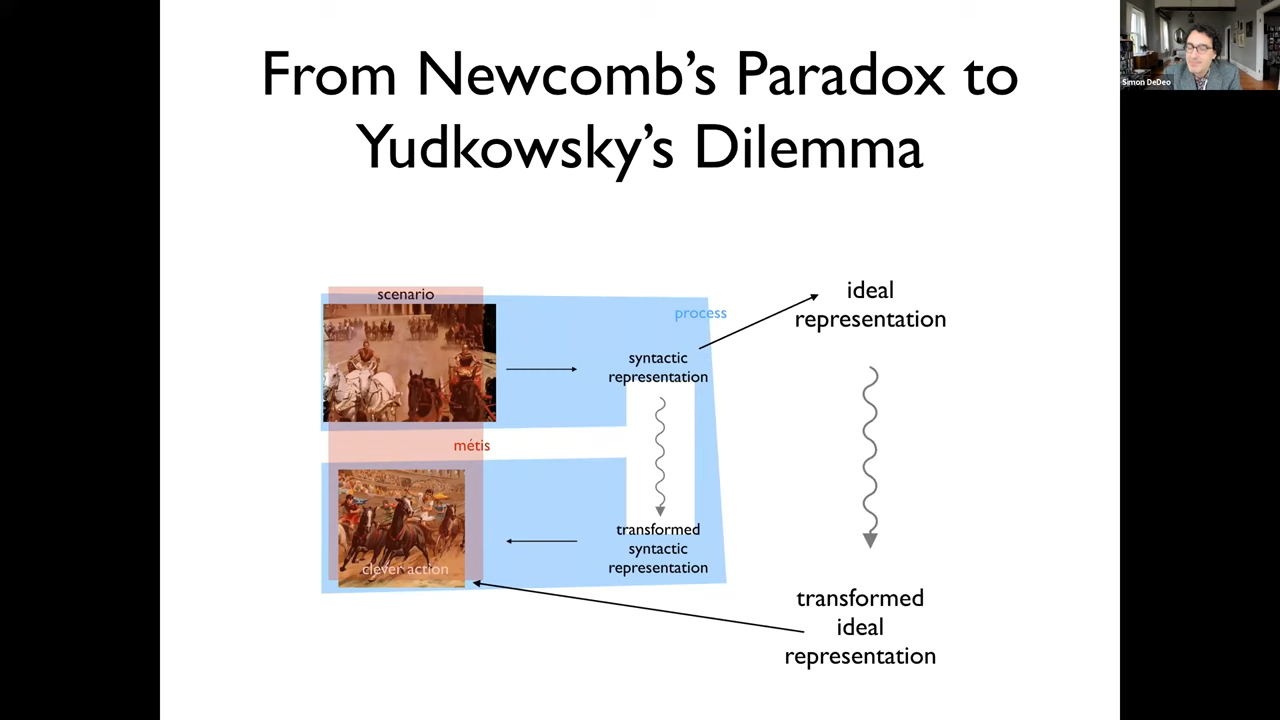 From Newcomb's Paradox to
Yudkowsky's Dilemma
Simon DeDeo
scenario
process
ideal
representation
syntactic
representation
métis
transformed
syntactic
representation
clever action
transformed
ideal
representation